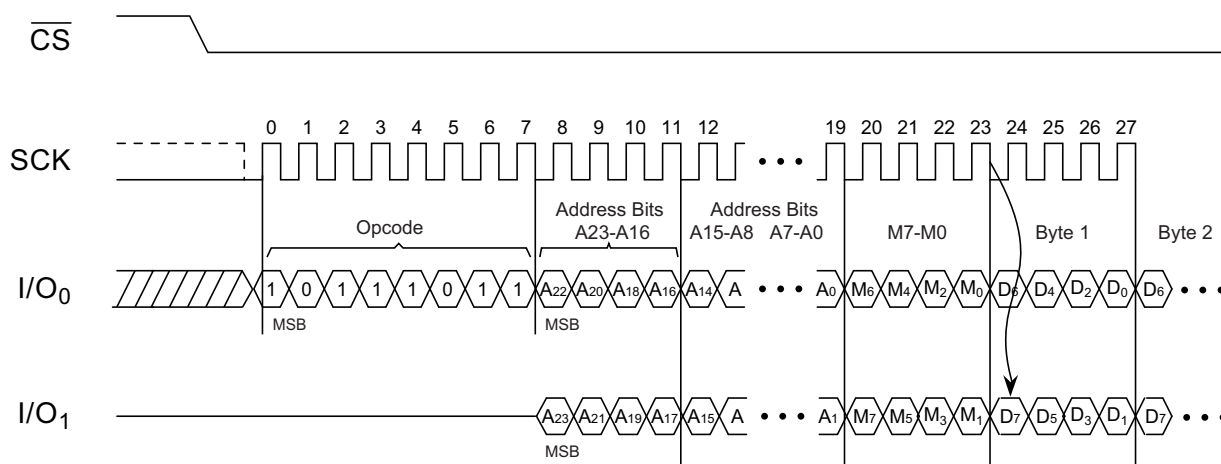 CS
SCK
0 1 2 3 4 5 6 7 8 9 10 11 12 19 20 21 22 23 24 25 26 27
Opcode
Address Bits
A23-A16
Address Bits
A15-A8 A7-A0
M7-M0
Byte 1
Byte 2
I/O0
1 0 1 1 1 0 1 1 A22 A20 A18 A16 A14 A A0 M6 M4 M2 M0 D6 D4 D2 D0 D6
MSB MSB
I/O1
A23 A21 A19 A17 A15 A A1 M7 M5 M3 M1 D7 D5 D3 D1 D7
MSB